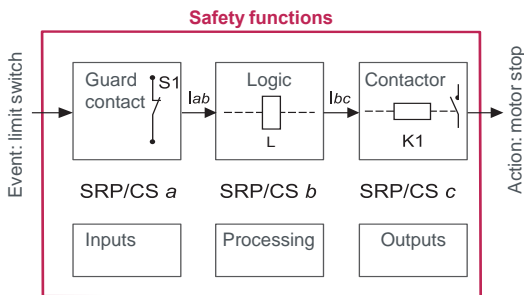 Safety functions
Event: limit switch
Guard
contact
S1
Iab
Logic
L
Ibc
Contactor
K1
Action: motor stop
SRP/CS a
SRP/CS b
SRP/CS c
Inputs
Processing
Outputs